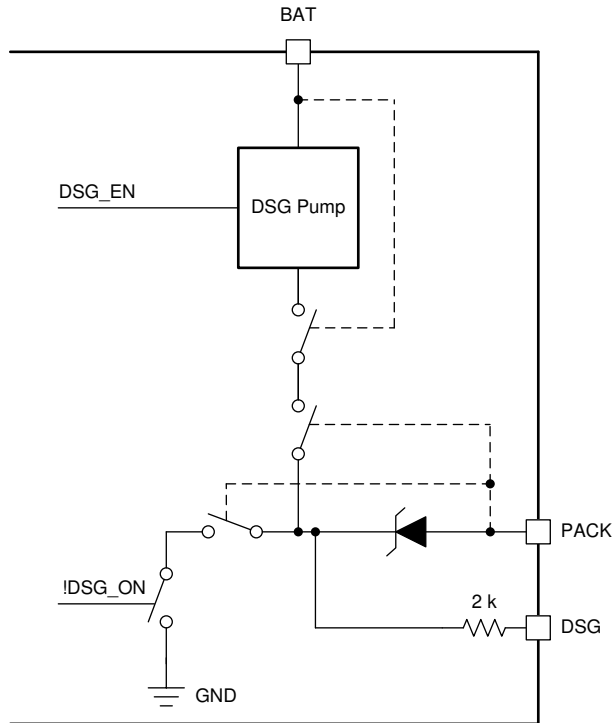 BAT
DSG_EN
DSG Pump
PACK
!DSG_ON
2 k
DSG
GND